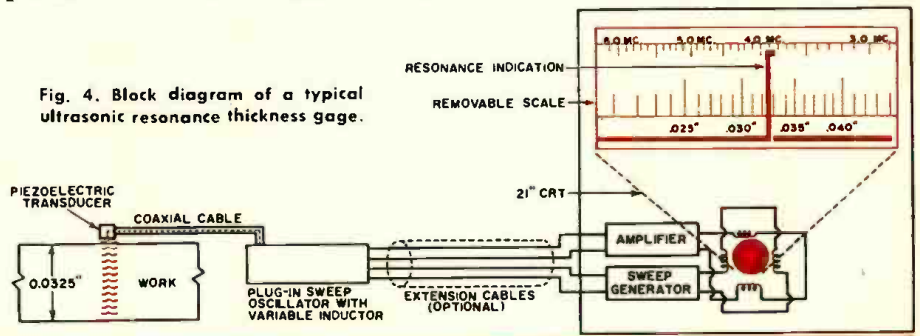 Fig. 4. Block diagram of a typical
ultrasonic resonance thickness gage.
6.0 MC.
5.0 MC.
4.0 MC.
3.0 MC.
RESONANCE INDICATION
REMOVABLE SCALE
.025"
.030"
.035"
.040"
21" CRT
PIEZOELECTRIC
TRANSDUCER
COAXIAL CABLE
0.0325"
WORK
PLUG-IN SWEEP
OSCILLATOR WITH
VARIABLE INDUCTOR
EXTENSION CABLES
(OPTIONAL)
AMPLIFIER
SWEEP
GENERATOR